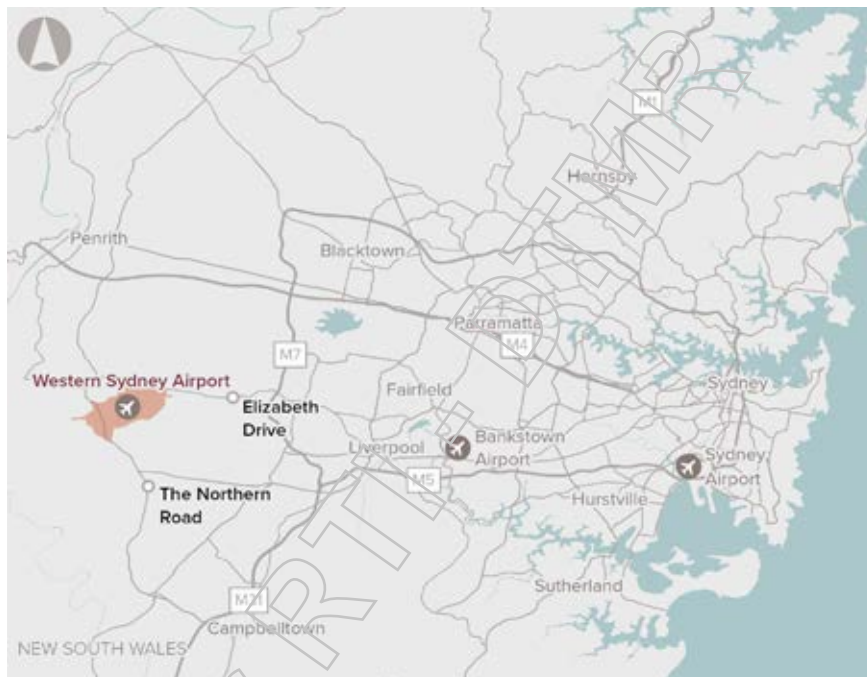 M1
Hornsby
Penrith
Blacktown
Parramatta
M4
M7
Western Sydney Airport
Fairfield
Sydney
Elizabeth
Drive
Liverpool
Bankstown
Airport
Sydney
Airport
M5
The Northern
Road
Hurstville
Sutherland
M31
Campbelltown
NEW SOUTH WALES